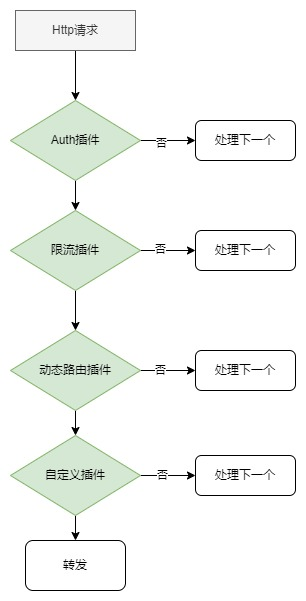 Http请求
Auth插件
否
处理下一个
限流插件
否
处理下一个
动态路由插件
否
处理下一个
自定义插件
否
处理下一个
转发